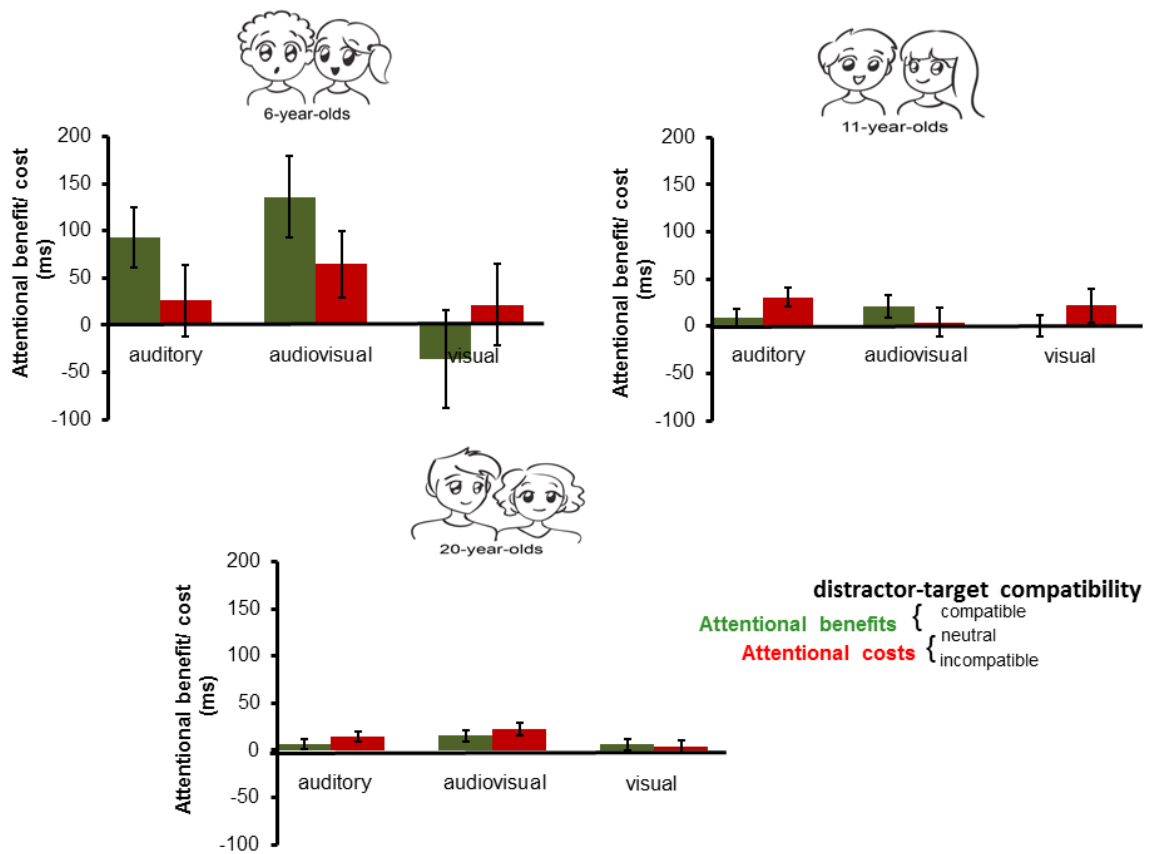 6-year-olds
Attentional benefit/ cost
(ms)
200
150
100
50
0
-50
-100
auditory audiovisual visual
11-year-olds
Attentional benefit/ cost
(ms)
200
150
100
50
0
-50
-100
auditory audiovisual visual
20-year-olds
Attentional benefit/ cost
(ms)
200
150
100
50
0
-50
-100
auditory audiovisual visual
distractor-target compatibility
Attentional benefits { compatible
neutral
Attentional costs { incompatible